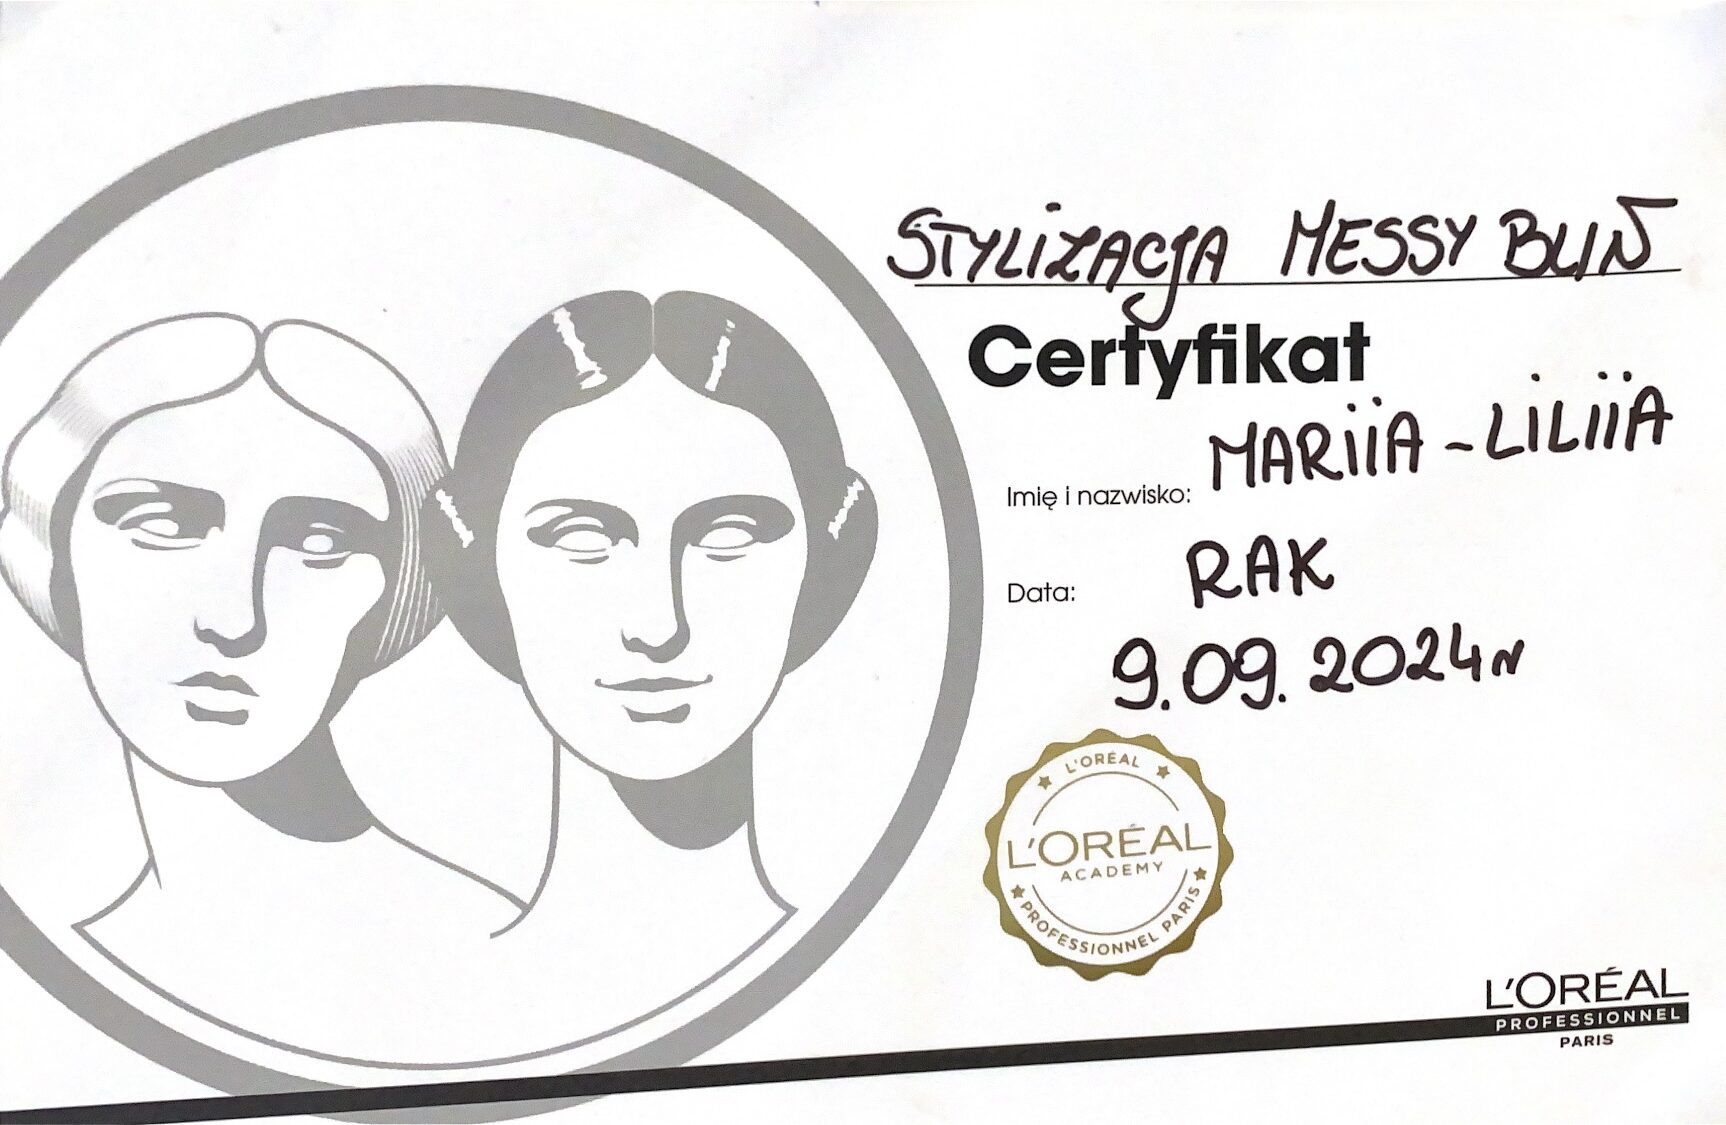 STYLIZACJA MESSY BUN
Certyfikat
Imię i nazwisko: MARIIA-LILIIA
RAK
Data:
9.09.2024r
L'ORÉAL
L'ORÉAL
ACADEMY
PROFESSIONNEL PARIS
L'ORÉAL
PROFESSIONNEL
PARIS